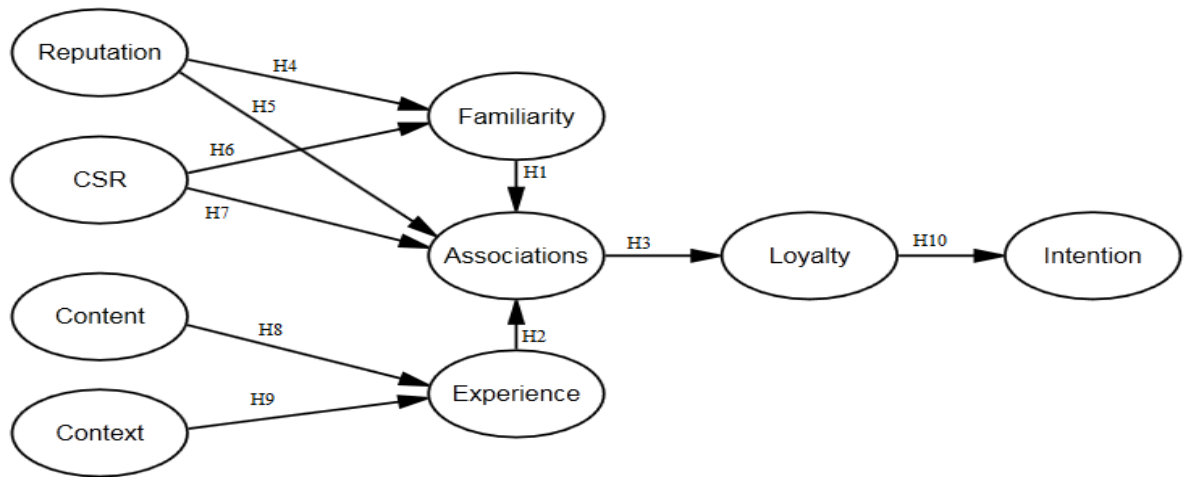 Reputation
H4
H5
Familiarity
H6
CSR
H1
H7
Associations
H3
Loyalty
H10
Intention
Content
H8
H2
Experience
H9
Context